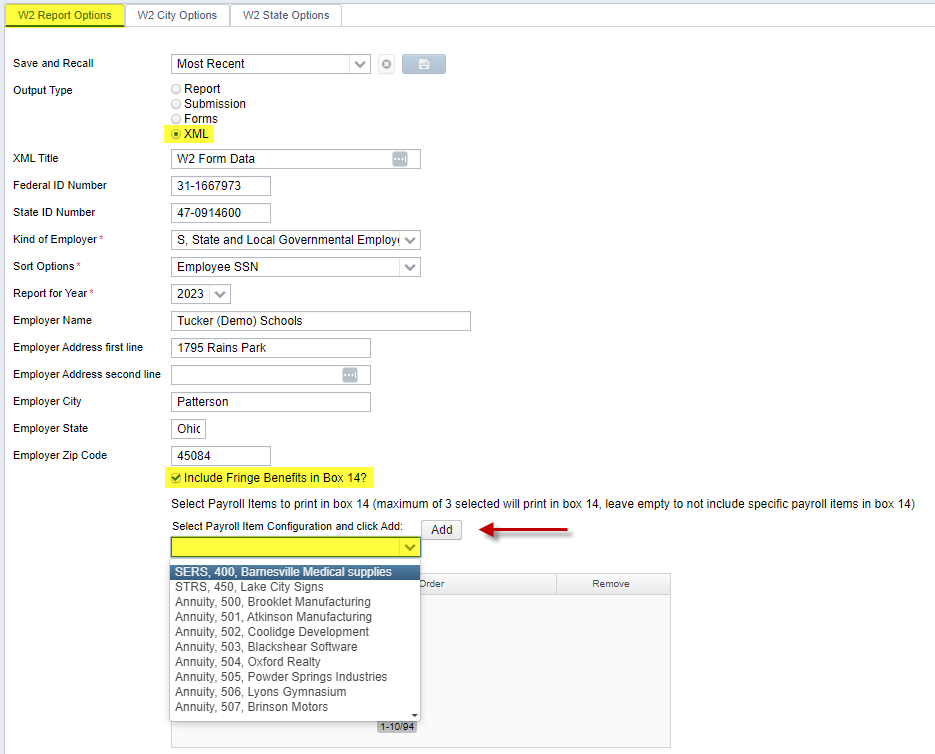 W2 Report Options W2 City Options W2 State Options
Save and Recall Most Recent
Output Type Report
Submission
Forms
XML
XML Title W2 Form Data
Federal ID Number 31-1667973
State ID Number 47-0914600
Kind of Employer* S, State and Local Governmental Employe
Sort Options* Employee SSN
Report for Year* 2023
Employer Name Tucker (Demo) Schools
Employer Address first line 1795 Rains Park
Employer Address second line
Employer City Patterson
Employer State Ohic
Employer Zip Code 45084
Include Fringe Benefits in Box 14?
Select Payroll Items to print in box 14 (maximum of 3 selected will print in box 14, leave empty to not include specific payroll items in box 14)
Select Payroll Item Configuration and click Add: Add
Order Remove
SERS, 400, Barnesville Medical supplies
STRS, 450, Lake City Signs
Annuity, 500, Brooklet Manufacturing
Annuity, 501, Atkinson Manufacturing
Annuity, 502, Coolidge Development
Annuity, 503, Blackshear Software
Annuity, 504, Oxford Realty
Annuity, 505, Powder Springs Industries
Annuity, 506, Lyons Gymnasium
Annuity, 507, Brinson Motors
1-10/94